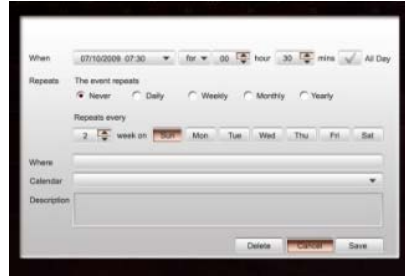 When 07/10/2009 07:30 for 00 hour 30 mins All Day
Repeats The event repeats
Never Daily Weekly Monthly Yearly
Repeats every
2 week on Sun Mon Tue Wed Thu Fri Sat
Where
Calendar
Description
Delete Cancel Save